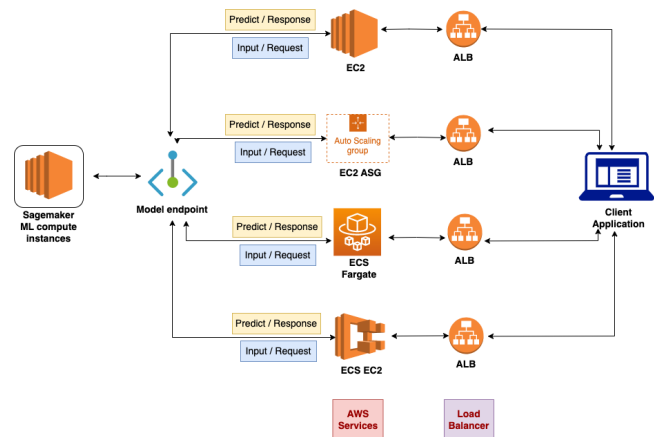 Predict / Response
Input / Request
EC2
ALB
Predict / Response
Input / Request
Auto Scaling
group
EC2 ASG
ALB
Sagemaker
ML compute
instances
Model endpoint
Client
Application
Predict / Response
Input / Request
ECS
Fargate
ALB
Predict / Response
Input / Request
ECS EC2
ALB
AWS
Services
Load
Balancer